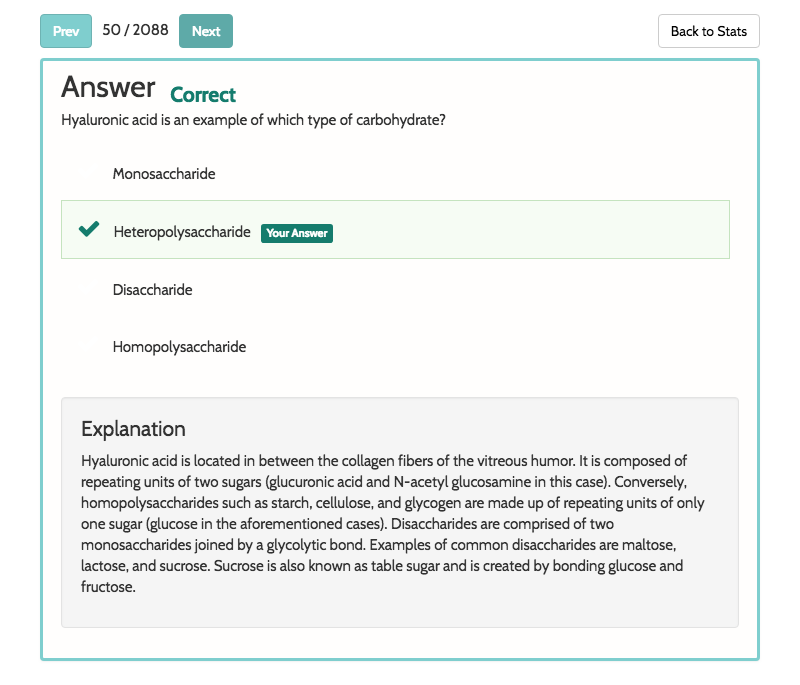 Prev 50 / 2088 Next Back to Stats
Answer Correct
Hyaluronic acid is an example of which type of carbohydrate?
Monosaccharide
Heteropolysaccharide Your Answer
Disaccharide
Homopolysaccharide
Explanation
Hyaluronic acid is located in between the collagen fibers of the vitreous humor. It is composed of
repeating units of two sugars (glucuronic acid and N-acetyl glucosamine in this case). Conversely,
homopolysaccharides such as starch, cellulose, and glycogen are made up of repeating units of only
one sugar (glucose in the aforementioned cases). Disaccharides are comprised of two
monosaccharides joined by a glycolytic bond. Examples of common disaccharides are maltose,
lactose, and sucrose. Sucrose is also known as table sugar and is created by bonding glucose and
fructose.